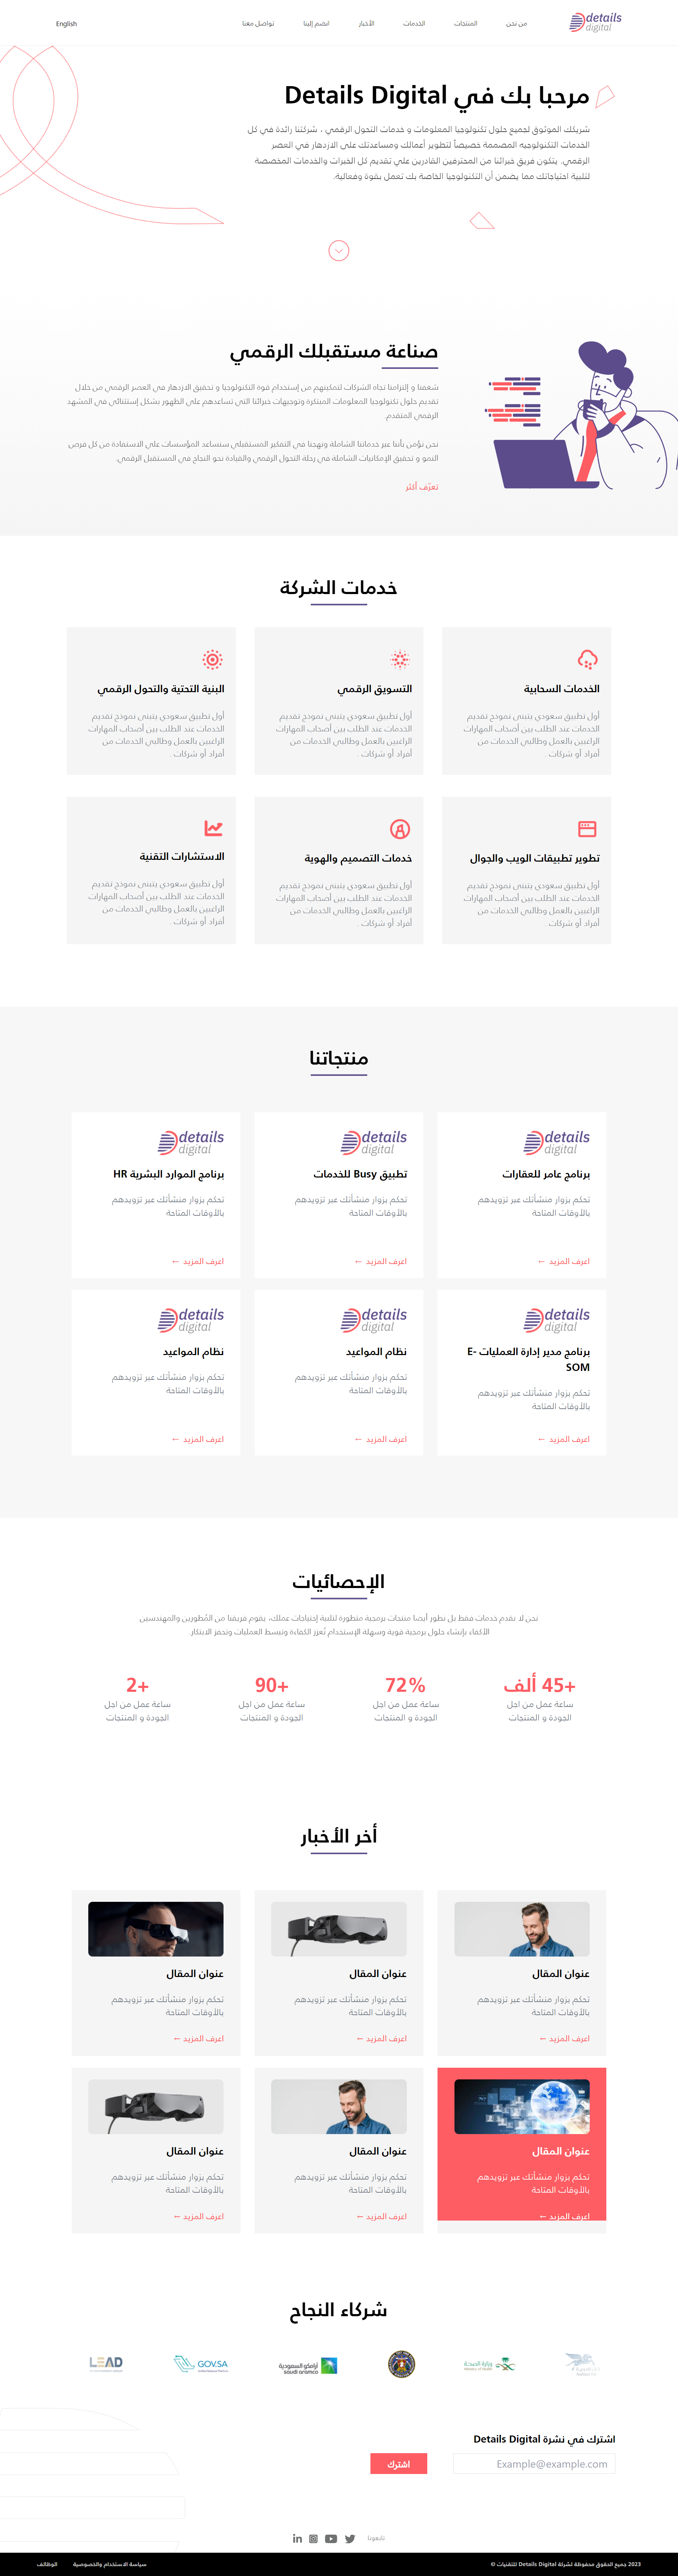 details
digital
من نحن
المنتجات
الخدمات
الأخبار
انضم إلينا
تواصل معنا
English
مرحبا بك في Details Digital
شريكك الموثوق لجميع حلول تكنولوجيا المعلومات و خدمات التحول الرقمي ، شركتنا رائدة في كل
الخدمات التكنولوجية المصممة خصيصاً لتطوير أعمالك ومساعدتك على الازدهار في العصر
الرقمي. يتكون فريق خبرائنا من المحترفين القادرين على تقديم كل الخبرات والخدمات المخصصة
لتلبية احتياجاتك مما يضمن أن التكنولوجيا الخاصة بك تعمل بقوة وفعالية.
صناعة مستقبلك الرقمي
شغفنا و إلتزامنا تجاه الشركات لتمكينهم من إستخدام قوة التكنولوجيا و تحقيق الازدهار في العصر الرقمي من خلال
تقديم حلول تكنولوجيا المعلومات المبتكرة وتوجيهات خبرائنا التي تساعدهم على الظهور بشكل إستثنائي في المشهد
الرقمي المتقدم.
نحن نؤمن بأننا عبر خدماتنا الشاملة ونهجنا في التفكير المستقبلي سنساعد المؤسسات على الاستفادة من كل فرص
النمو و تحقيق الإمكانيات الشاملة في رحلة التحول الرقمي والقيادة نحو النجاح في المستقبل الرقمي.
تعرّف أكثر
خدمات الشركة
الخدمات السحابية
أول تطبيق سعودي يتبنى نموذج تقديم
الخدمات عند الطلب بين أصحاب المهارات
الراغبين بالعمل وطالبي الخدمات من
أفراد أو شركات .
التسويق الرقمي
أول تطبيق سعودي يتبنى نموذج تقديم
الخدمات عند الطلب بين أصحاب المهارات
الراغبين بالعمل وطالبي الخدمات من
أفراد أو شركات .
البنية التحتية والتحول الرقمي
أول تطبيق سعودي يتبنى نموذج تقديم
الخدمات عند الطلب بين أصحاب المهارات
الراغبين بالعمل وطالبي الخدمات من
أفراد أو شركات .
تطوير تطبيقات الويب والجوال
أول تطبيق سعودي يتبنى نموذج تقديم
الخدمات عند الطلب بين أصحاب المهارات
الراغبين بالعمل وطالبي الخدمات من
أفراد أو شركات .
خدمات التصميم والهوية
أول تطبيق سعودي يتبنى نموذج تقديم
الخدمات عند الطلب بين أصحاب المهارات
الراغبين بالعمل وطالبي الخدمات من
أفراد أو شركات .
الاستشارات التقنية
أول تطبيق سعودي يتبنى نموذج تقديم
الخدمات عند الطلب بين أصحاب المهارات
الراغبين بالعمل وطالبي الخدمات من
أفراد أو شركات .
منتجاتنا
details
digital
برنامج عامر للعقارات
تحكم بزوار منشأتك عبر تزويدهم
بالأوقات المتاحة
اعرف المزيد ←
details
digital
تطبيق Busy للخدمات
تحكم بزوار منشأتك عبر تزويدهم
بالأوقات المتاحة
اعرف المزيد ←
details
digital
برنامج الموارد البشرية HR
تحكم بزوار منشأتك عبر تزويدهم
بالأوقات المتاحة
اعرف المزيد ←
details
digital
برنامج مدير إدارة العمليات E-
SOM
تحكم بزوار منشأتك عبر تزويدهم
بالأوقات المتاحة
اعرف المزيد ←
details
digital
نظام المواعيد
تحكم بزوار منشأتك عبر تزويدهم
بالأوقات المتاحة
اعرف المزيد ←
details
digital
نظام المواعيد
تحكم بزوار منشأتك عبر تزويدهم
بالأوقات المتاحة
اعرف المزيد ←
الإحصائيات
نحن لا نقدم خدمات فقط بل نطور أيضا منتجات برمجية متطورة لتلبية إحتياجات عملك، يقوم فريقنا من المُطورين والمهندسين
الأكفاء بإنشاء حلول برمجية قوية وسهلة الإستخدام تُعزز الكفاءة وتبسط العمليات وتحفز الابتكار
+45 ألف
ساعة عمل من اجل
الجودة و المنتجات
72%
ساعة عمل من اجل
الجودة و المنتجات
+90
ساعة عمل من اجل
الجودة و المنتجات
+2
ساعة عمل من اجل
الجودة و المنتجات
أخر الأخبار
عنوان المقال
تحكم بزوار منشأتك عبر تزويدهم
بالأوقات المتاحة
اعرف المزيد ←
عنوان المقال
تحكم بزوار منشأتك عبر تزويدهم
بالأوقات المتاحة
اعرف المزيد ←
عنوان المقال
تحكم بزوار منشأتك عبر تزويدهم
بالأوقات المتاحة
اعرف المزيد ←
عنوان المقال
تحكم بزوار منشأتك عبر تزويدهم
بالأوقات المتاحة
اعرف المزيد ←
عنوان المقال
تحكم بزوار منشأتك عبر تزويدهم
بالأوقات المتاحة
اعرف المزيد ←
عنوان المقال
تحكم بزوار منشأتك عبر تزويدهم
بالأوقات المتاحة
اعرف المزيد ←
شركاء النجاح
وزارة الصحة
Ministry of Health
أرامكو السعودية
saudi aramco
GOV.SA
LEAD
اشترك في نشرة Details Digital
Example@example.com
اشترك
تابعونا
2023 جميع الحقوق محفوظة لشركة Details Digital للتقنيات ©
سياسة الاستخدام والخصوصية
الوظائف